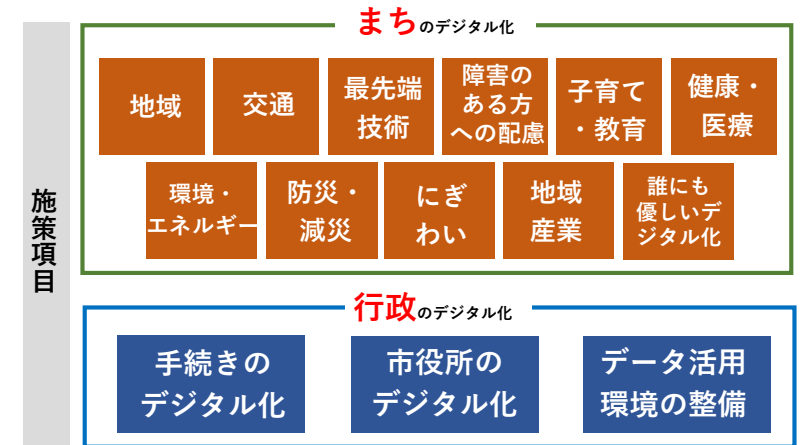 まちのデジタル化
地域
交通
最先端
技術
障害の
ある方
への配慮
子育て
・教育
健康・
医療
環境・
エネルギー
防災・
減災
にぎ
わい
地域
産業
誰にも
優しいデ
ジタル化
施策項目
行政のデジタル化
手続きの
デジタル化
市役所の
デジタル化
データ活用
環境の整備